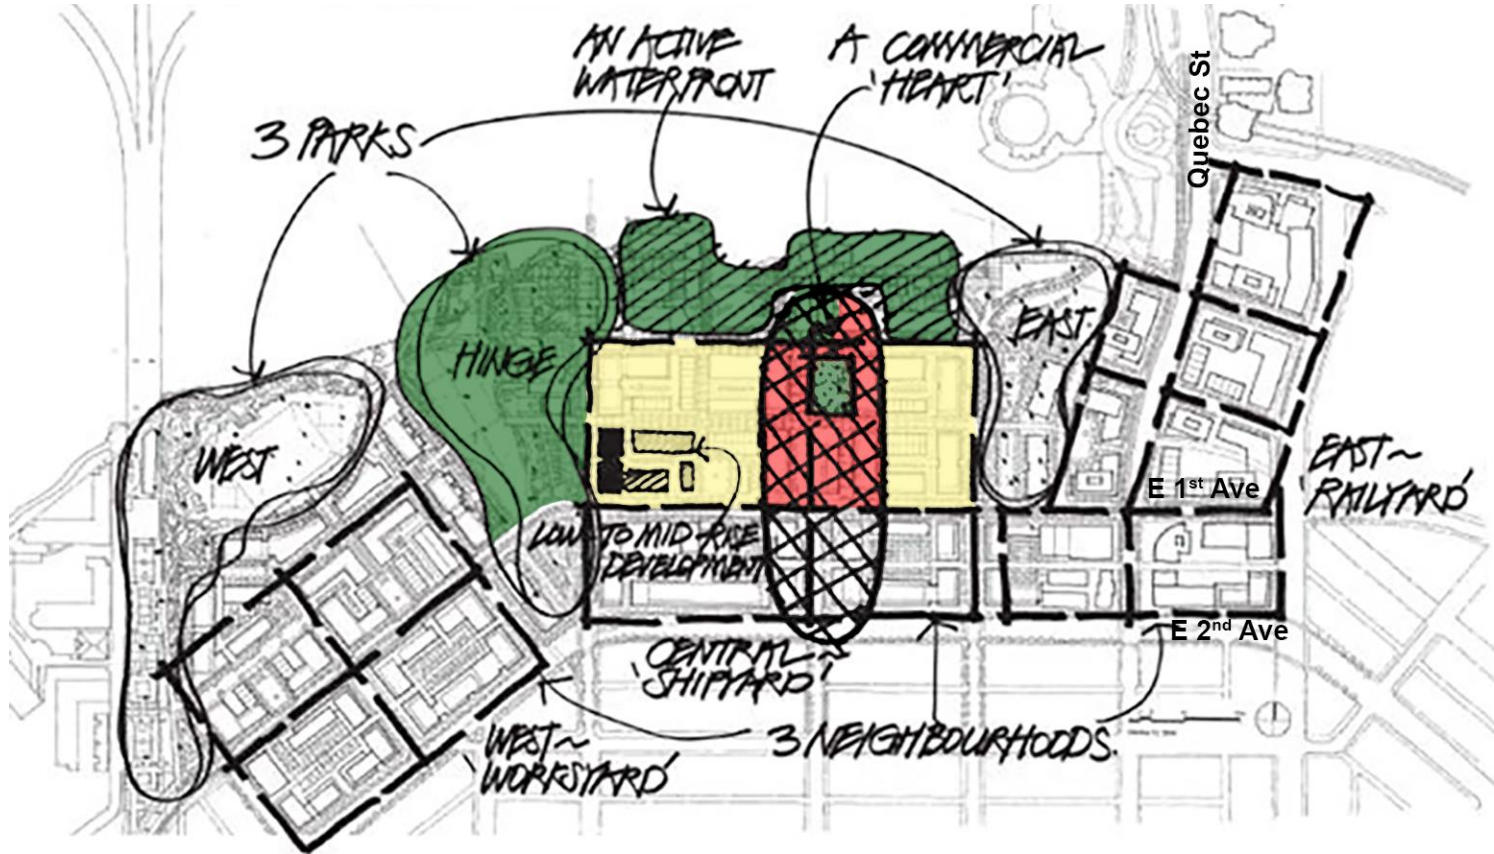 AN ACTIVE
WATERFRONT
A COMMERCIAL
'HEART'
3 PARKS
Quebec St
HINGE
EAST
WEST
EAST~
'RAILYARD'
E 1st Ave
LOW-TO MID-RISE
DEVELOPMENT
E 2nd Ave
CENTRAL~
'SHIPYARD'
3 NEIGHBOURHOODS.
WEST~
'WORKSYARD'